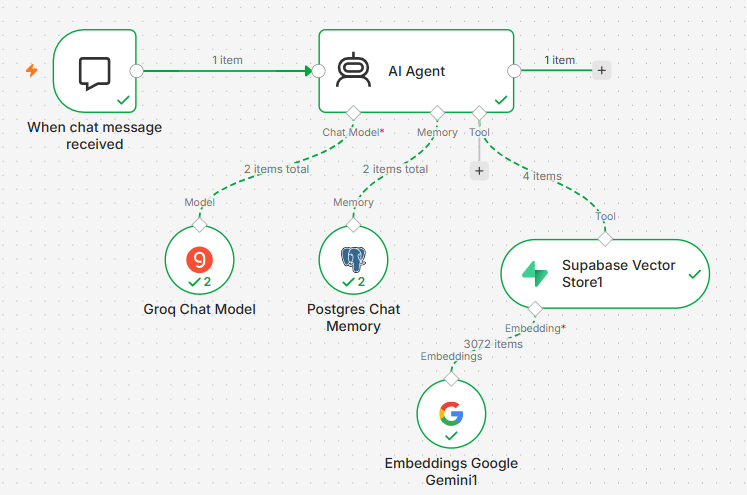 1 item
AI Agent
1 item
When chat message
received
Chat Model*
Memory
Tool
2 items total
2 items total
4 items
Model
Memory
Tool
2
2
Supabase Vector
Store1
Groq Chat Model
Postgres Chat
Memory
Embedding*
3072 items
Embeddings
Embeddings Google
Gemini1